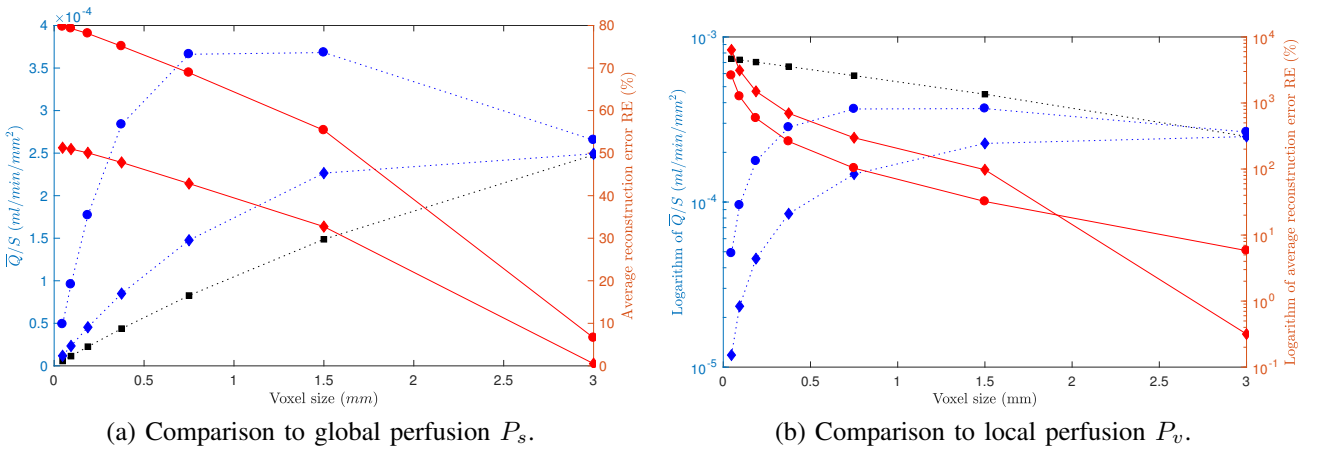 ×10⁻⁴
4
3.5
3
2.5
2
1.5
1
0.5
0
Q̅/S (ml/min/mm²)
80
70
60
50
40
30
20
10
0
Average reconstruction error RE (%)
0 0.5 1 1.5 2 2.5 3
Voxel size (mm)
(a) Comparison to global perfusion Pₛ.
10⁻³
10⁻⁴
10⁻⁵
Logarithm of Q̅/S (ml/min/mm²)
10⁴
10³
10²
10¹
10⁰
10⁻¹
Logarithm of average reconstruction error RE (%)
0 0.5 1 1.5 2 2.5 3
Voxel size (mm)
(b) Comparison to local perfusion Pᵥ.